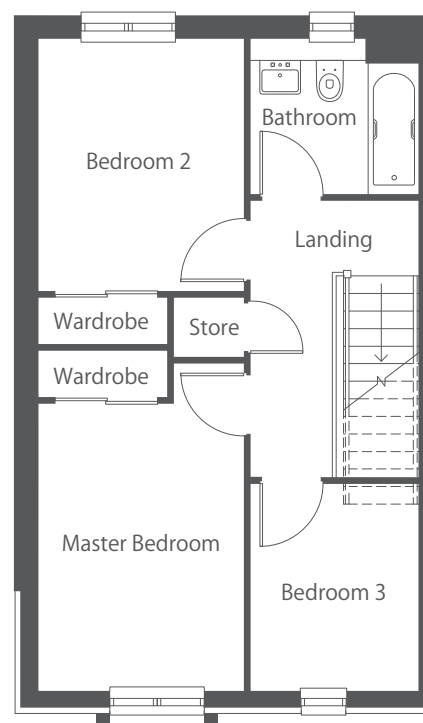 Bathroom
Bedroom 2
Landing
Wardrobe
Store
Wardrobe
Master Bedroom
Bedroom 3